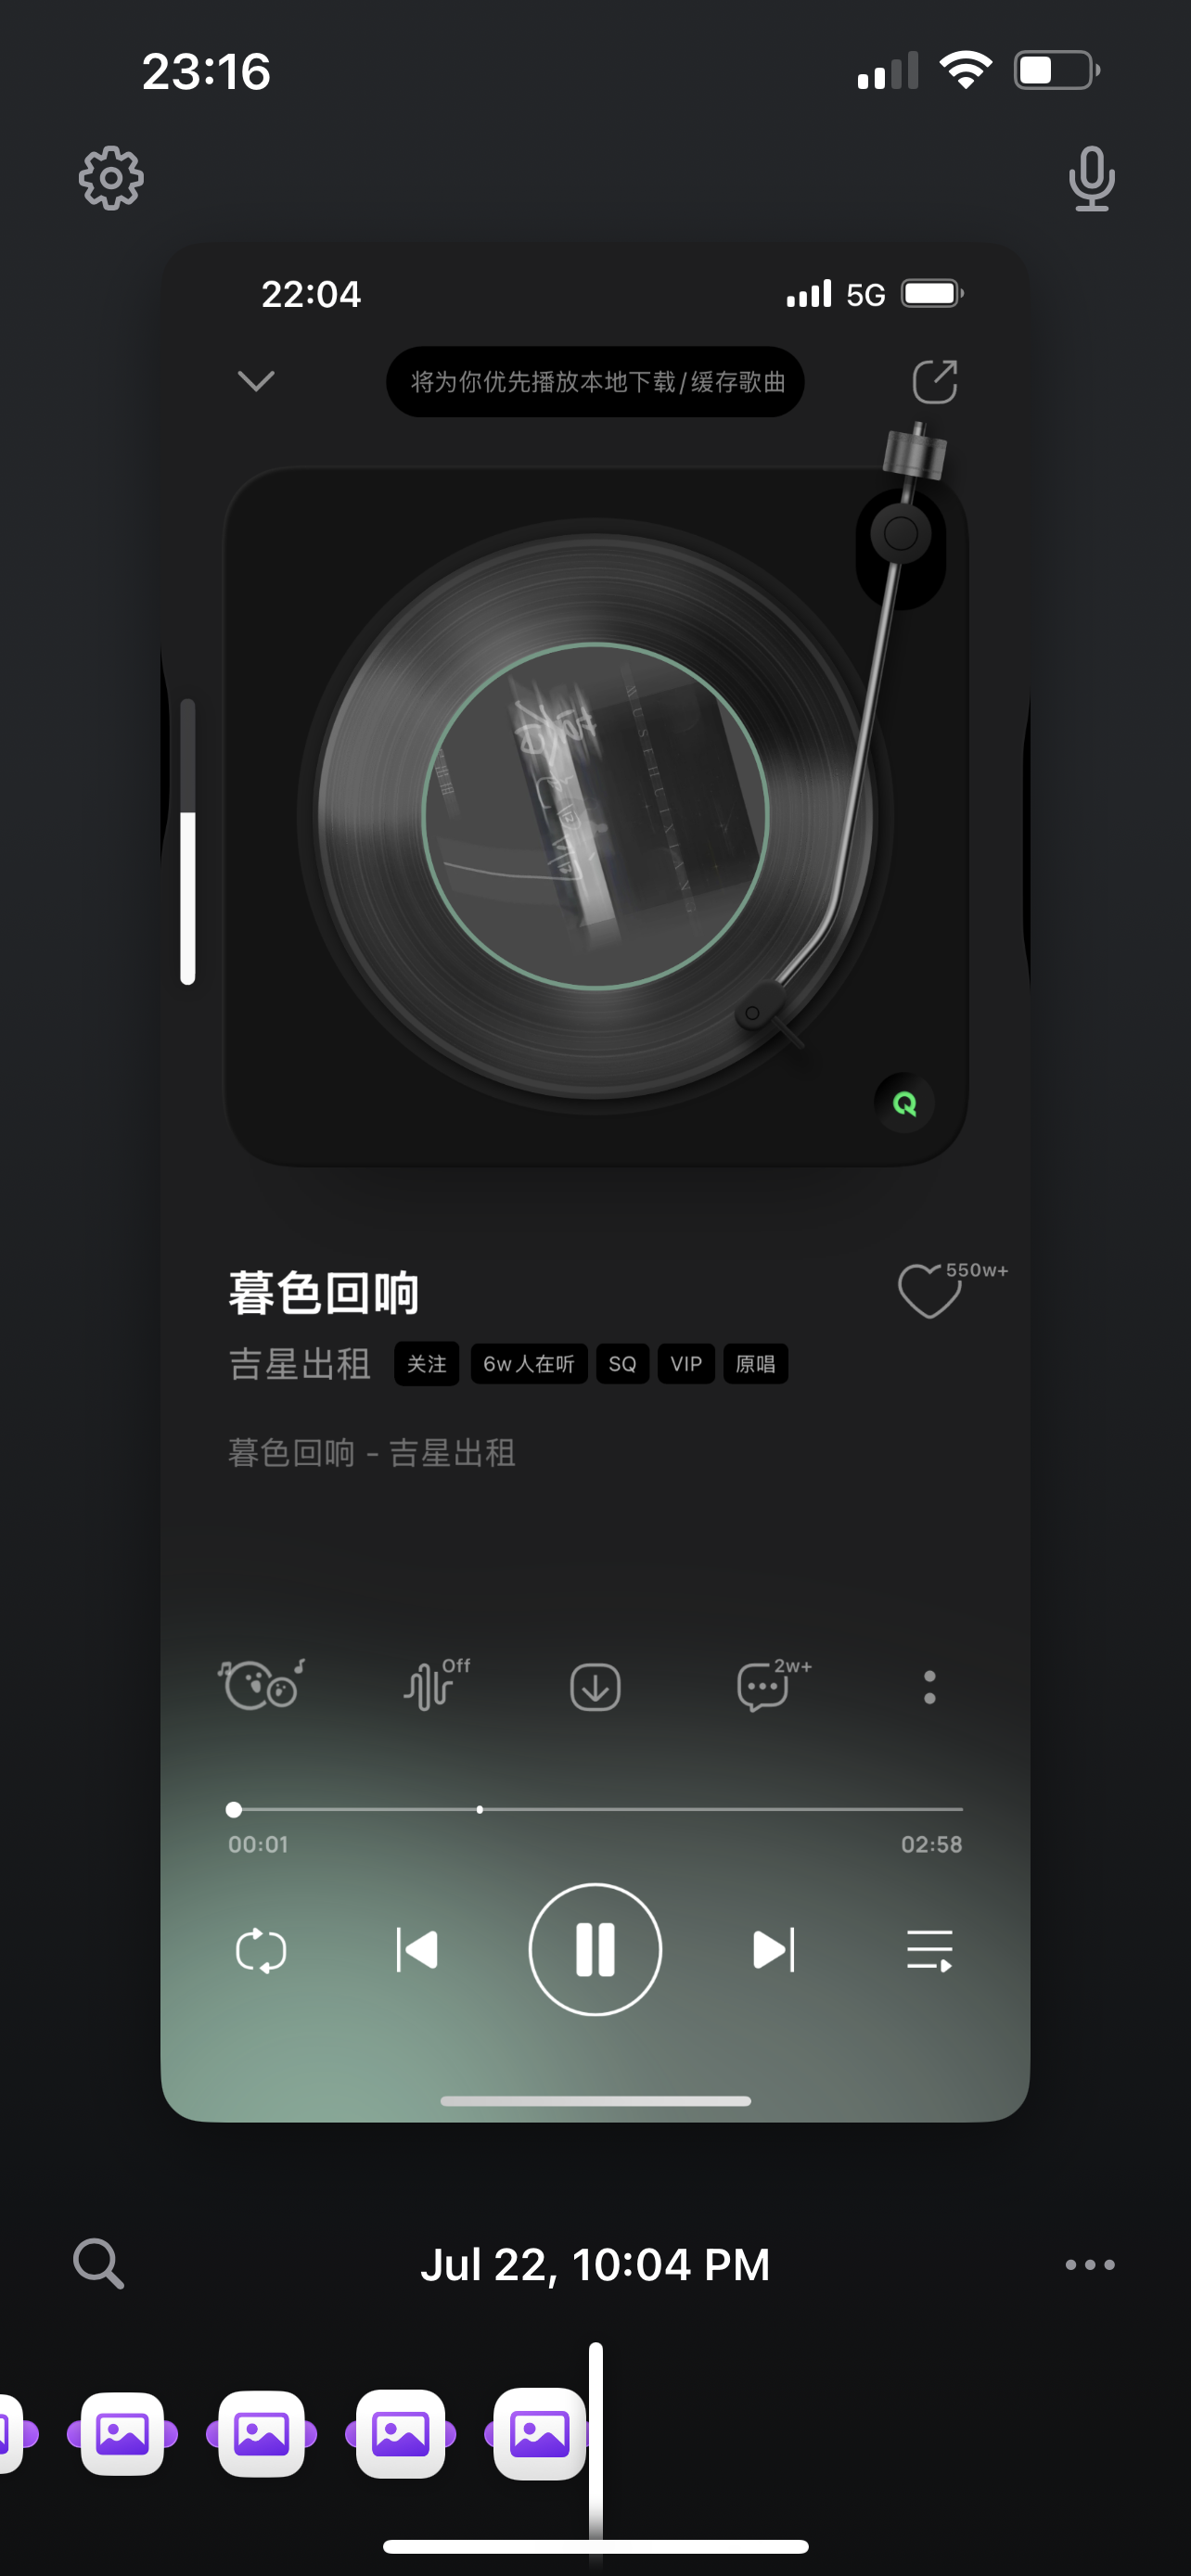 23:16
22:04
5G
将为你优先播放本地下载/缓存歌曲
WUSEHUIXIANG
暮色回响
550w+
吉星出租 关注 6w人在听 SQ VIP 原唱
暮色回响 - 吉星出租
Off
2w+
00:01
02:58
Jul 22, 10:04 PM